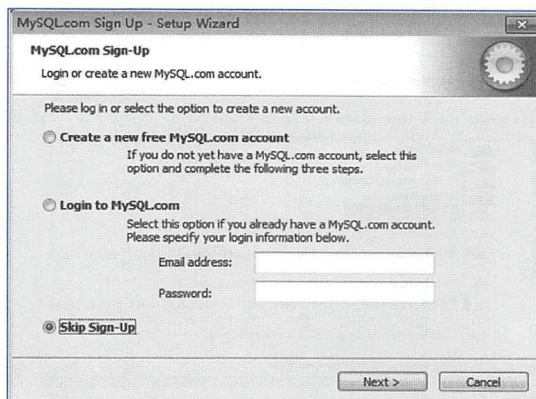 MySQL.com Sign Up - Setup Wizard
MySQL.com Sign-Up
Login or create a new MySQL.com account.
Please log in or select the option to create a new account.
Create a new free MySQL.com account
If you do not yet have a MySQL.com account, select this
option and complete the following three steps.
Login to MySQL.com
Select this option if you already have a MySQL.com account.
Please specify your login information below.
Email address:
Password:
Skip Sign-Up
Next >
Cancel